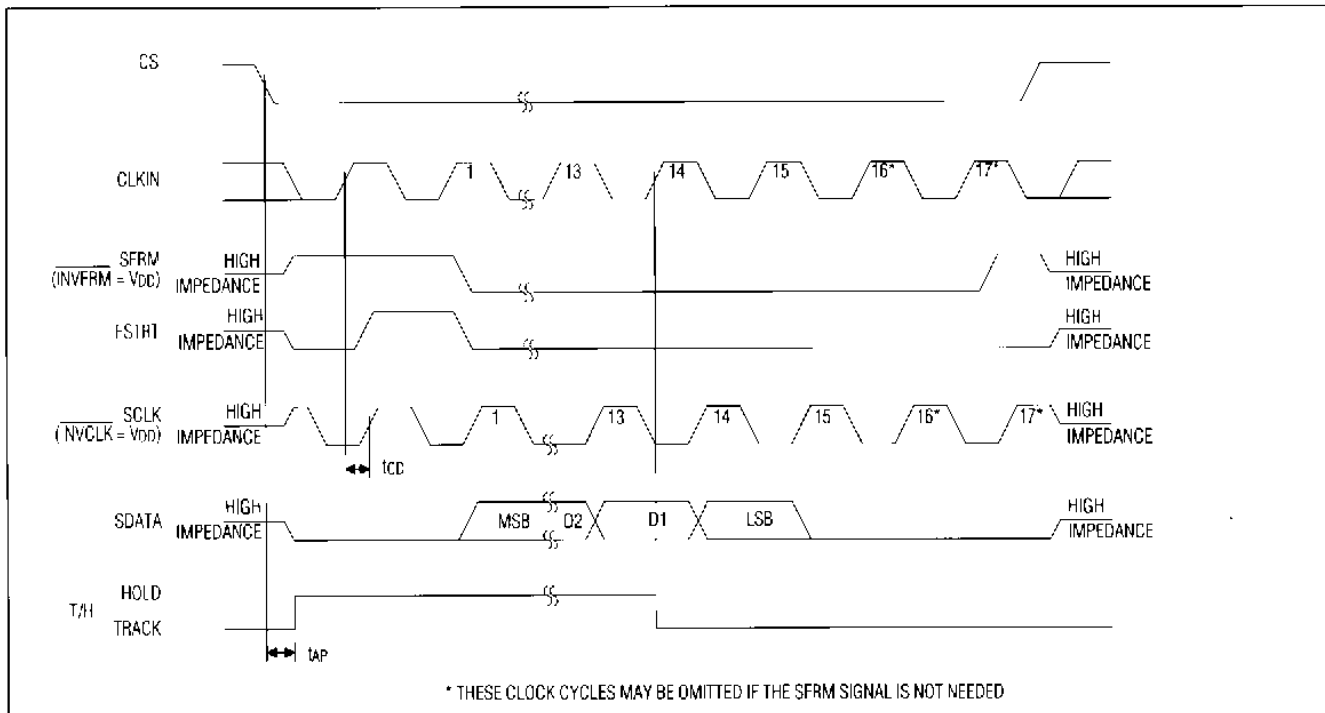 CS
CLKIN
1 13 14 15 16* 17*
SFRM
(INVFRM = VDD)
HIGH
IMPEDANCE
HIGH
IMPEDANCE
FSTRT
HIGH
IMPEDANCE
HIGH
IMPEDANCE
SCLK
(INVCLK = VDD)
HIGH
IMPEDANCE
1 13 14 15 16* 17*
HIGH
IMPEDANCE
tCD
SDATA
HIGH
IMPEDANCE
MSB D2 D1 LSB
HIGH
IMPEDANCE
T/H
HOLD
TRACK
tAP
* THESE CLOCK CYCLES MAY BE OMITTED IF THE SFRM SIGNAL IS NOT NEEDED